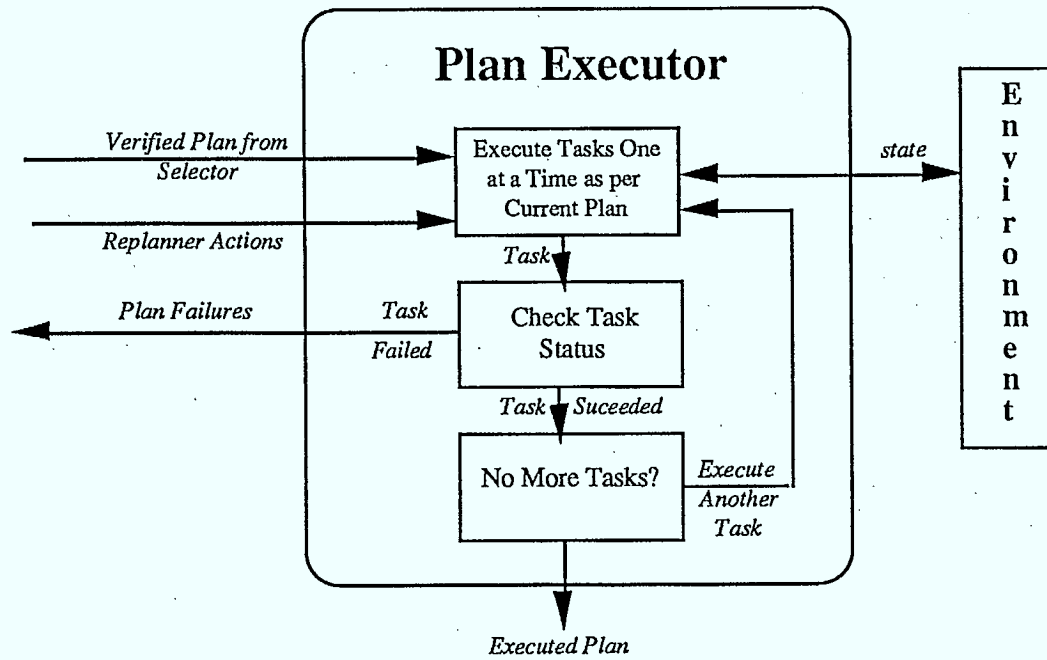 Plan Executor
Verified Plan from
Selector
Replanner Actions
Execute Tasks One
at a Time as per
Current Plan
state
Environment
Task
Plan Failures
Task
Failed
Check Task
Status
Task Suceeded
No More Tasks?
Execute
Another
Task
Executed Plan